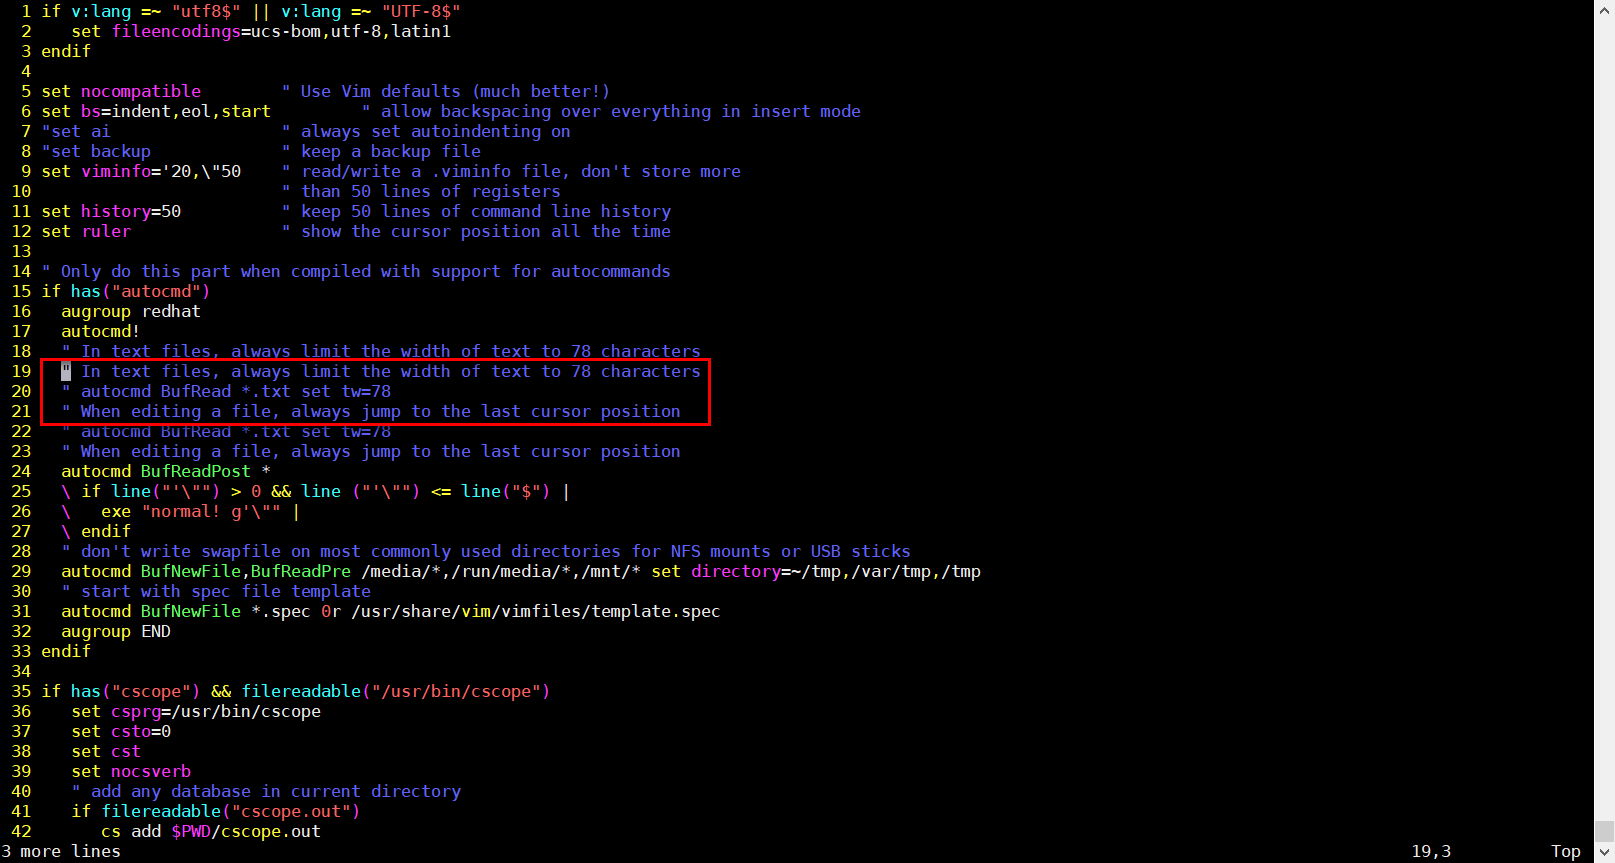 1 if v:lang =~ "utf8$" || v:lang =~ "UTF-8$"
2    set fileencodings=ucs-bom,utf-8,latin1
3 endif
4
5 set nocompatible        " Use Vim defaults (much better!)
6 set bs=indent,eol,start         " allow backspacing over everything in insert mode
7 "set ai                 " always set autoindenting on
8 "set backup             " keep a backup file
9 set viminfo='20,\"50    " read/write a .viminfo file, don't store more
10                         " than 50 lines of registers
11 set history=50          " keep 50 lines of command line history
12 set ruler               " show the cursor position all the time
13
14 " Only do this part when compiled with support for autocommands
15 if has("autocmd")
16   augroup redhat
17   autocmd!
18   " In text files, always limit the width of text to 78 characters
19   " In text files, always limit the width of text to 78 characters
20   " autocmd BufRead *.txt set tw=78
21   " When editing a file, always jump to the last cursor position
22   " autocmd BufRead *.txt set tw=78
23   " When editing a file, always jump to the last cursor position
24   autocmd BufReadPost *
25   \ if line("'\"") > 0 && line ("'\"") <= line("$") |
26   \   exe "normal! g'\"" |
27   \ endif
28   " don't write swapfile on most commonly used directories for NFS mounts or USB sticks
29   autocmd BufNewFile,BufReadPre /media/*,/run/media/*,/mnt/* set directory=~/tmp,/var/tmp,/tmp
30   " start with spec file template
31   autocmd BufNewFile *.spec 0r /usr/share/vim/vimfiles/template.spec
32   augroup END
33 endif
34
35 if has("cscope") && filereadable("/usr/bin/cscope")
36    set csprg=/usr/bin/cscope
37    set csto=0
38    set cst
39    set nocsverb
40    " add any database in current directory
41    if filereadable("cscope.out")
42       cs add $PWD/cscope.out
3 more lines                    19,3          Top